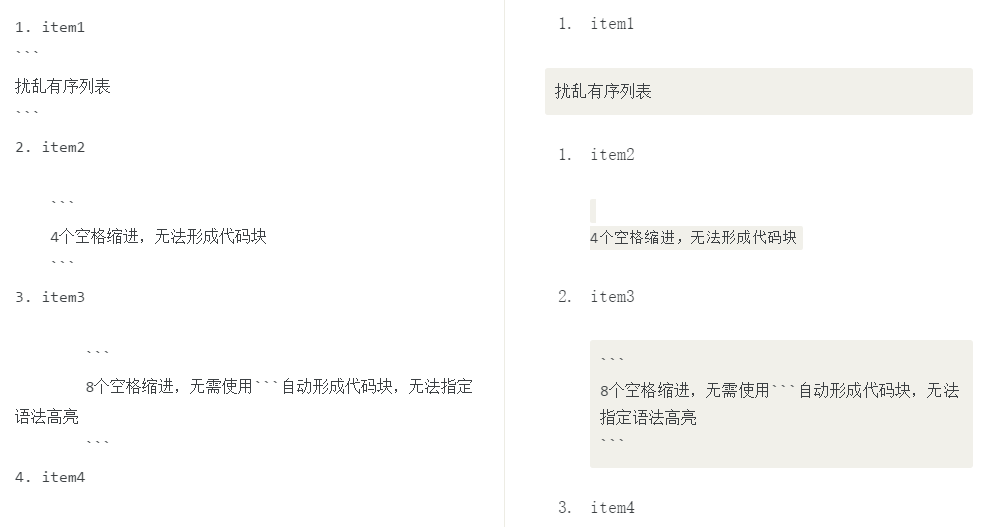 1. item1
```
扰乱有序列表
```
2. item2
```
4个空格缩进，无法形成代码块
```
3. item3
```
8个空格缩进，无需使用```自动形成代码块，无法指定
语法高亮
```
4. item4
1. item1
扰乱有序列表
1. item2
4个空格缩进，无法形成代码块
2. item3
```
8个空格缩进，无需使用```自动形成代码块，无法
指定语法高亮
```
3. item4